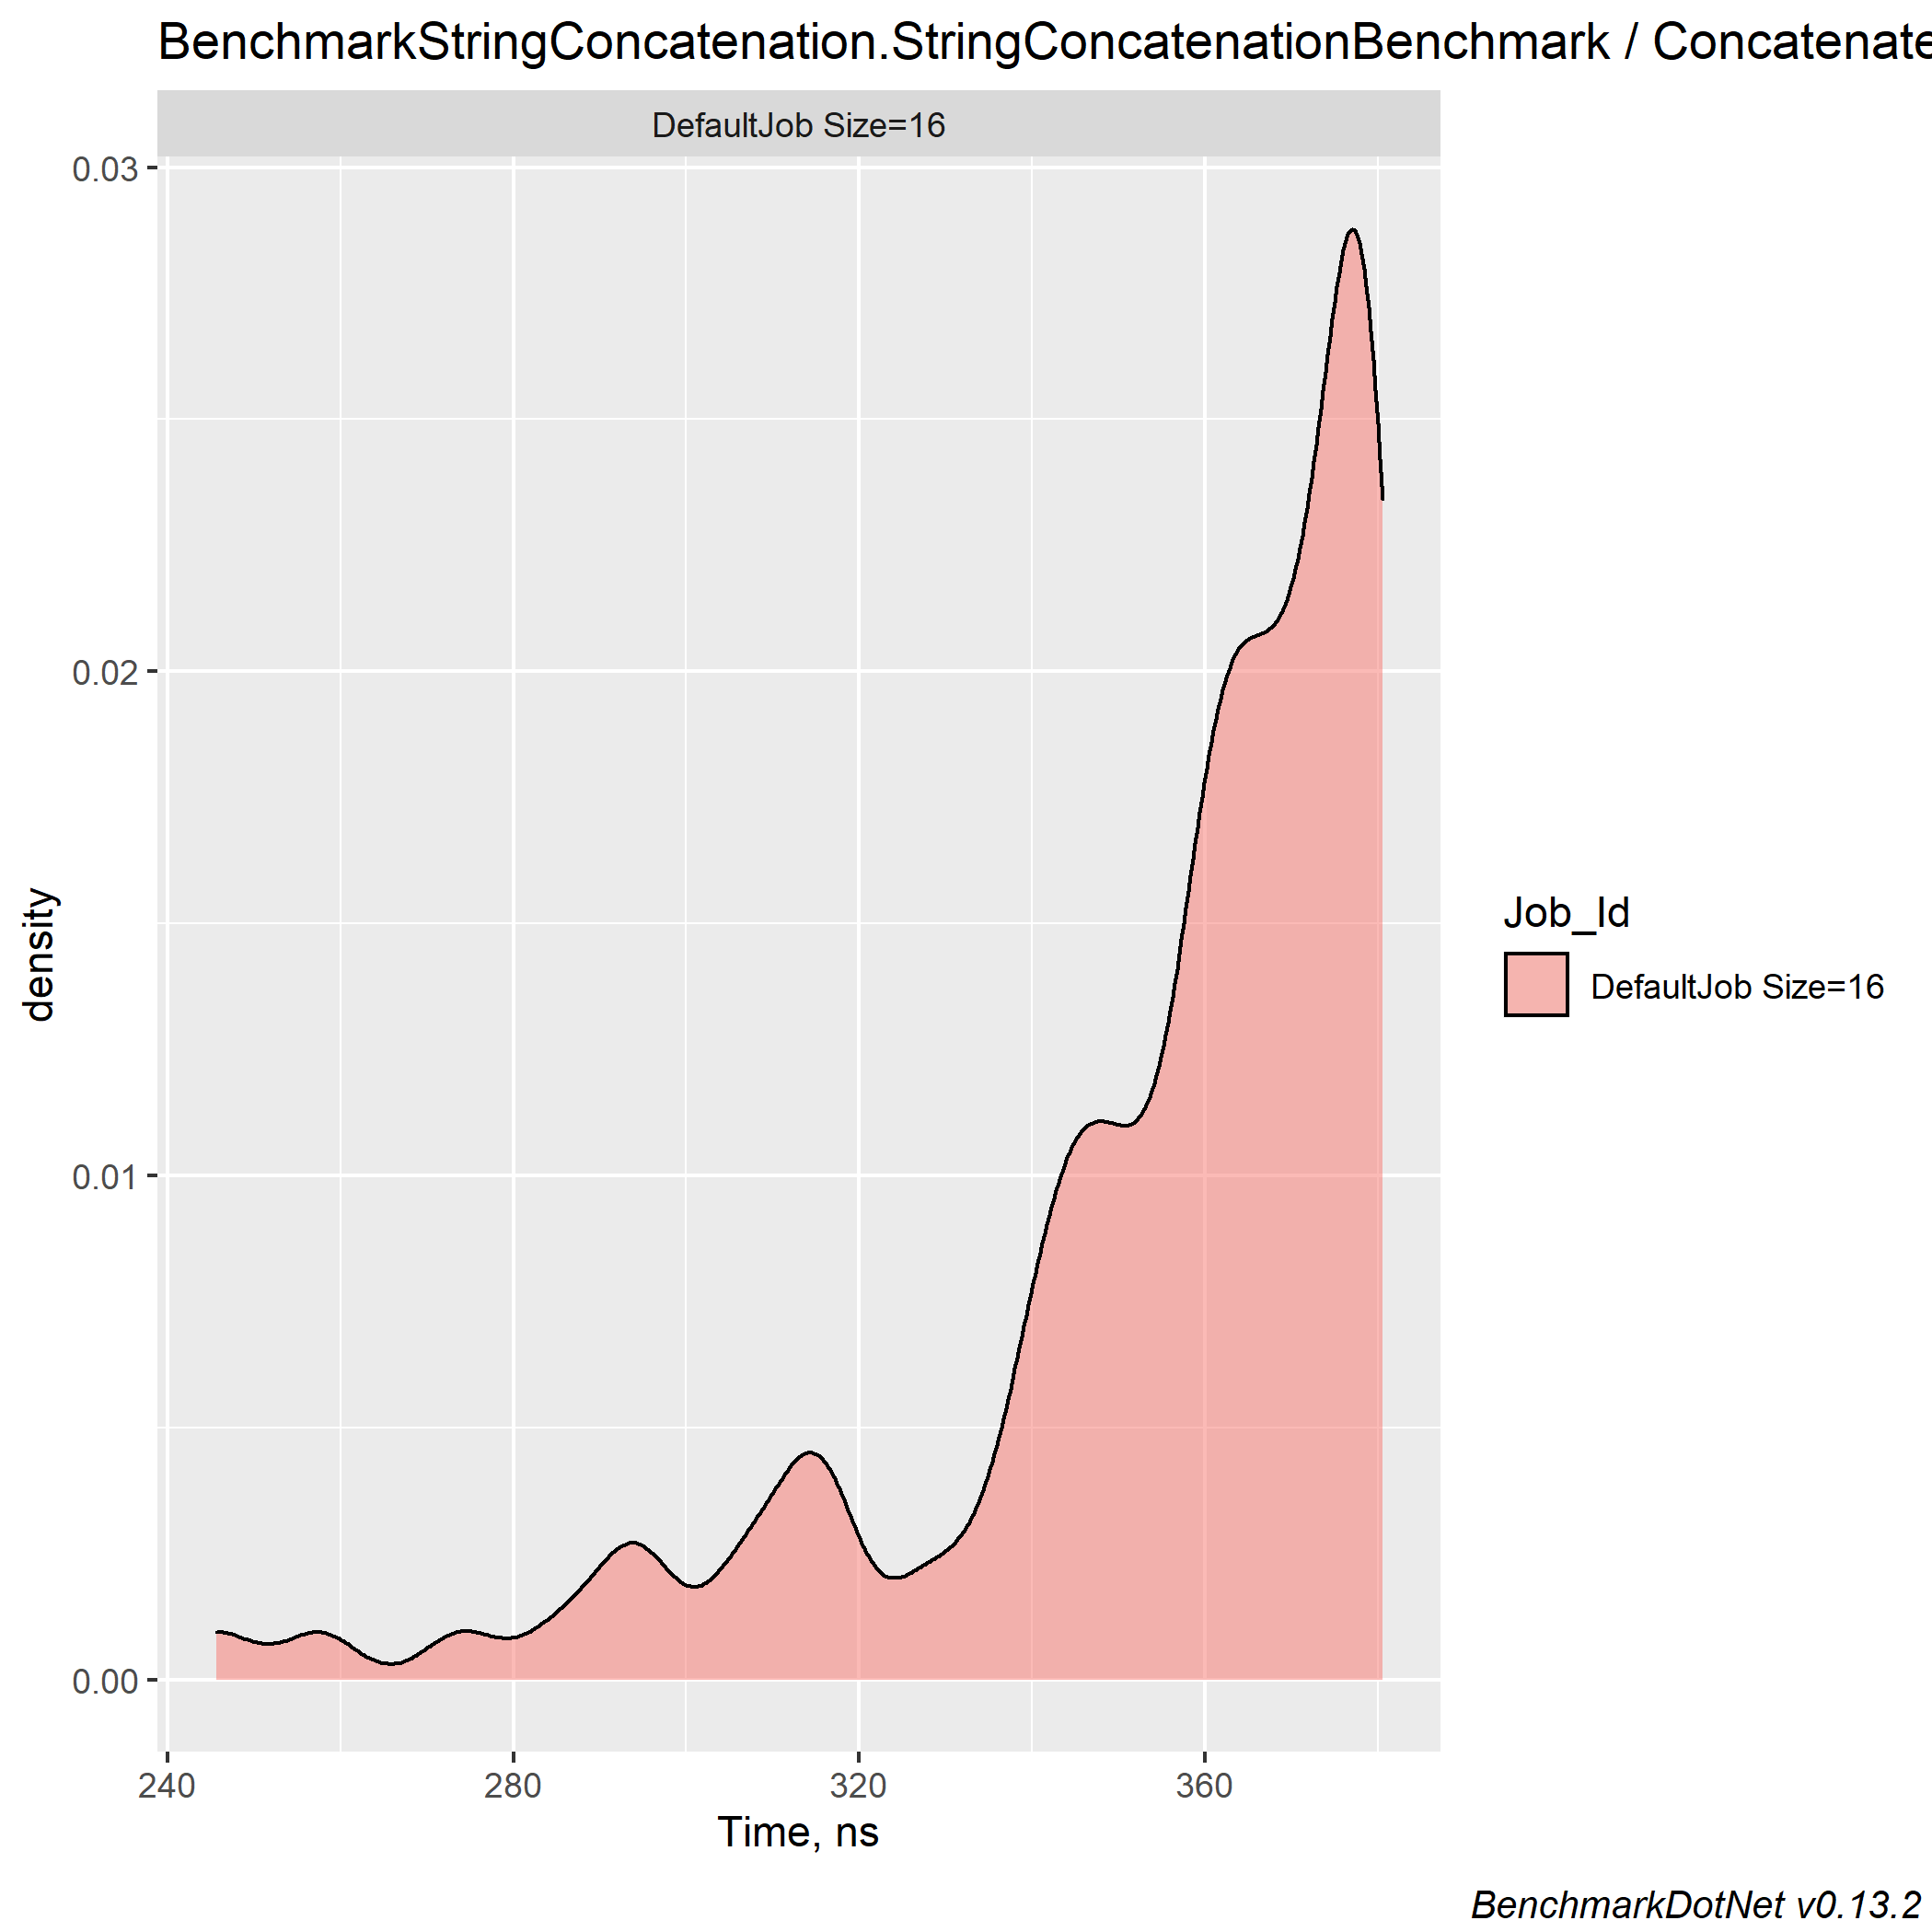 BenchmarkStringConcatenation.StringConcatenationBenchmark / Concatenate
DefaultJob Size=16
0.03
0.02
0.01
0.00
density
240 280 320 360
Time, ns
Job_Id
DefaultJob Size=16
BenchmarkDotNet v0.13.2